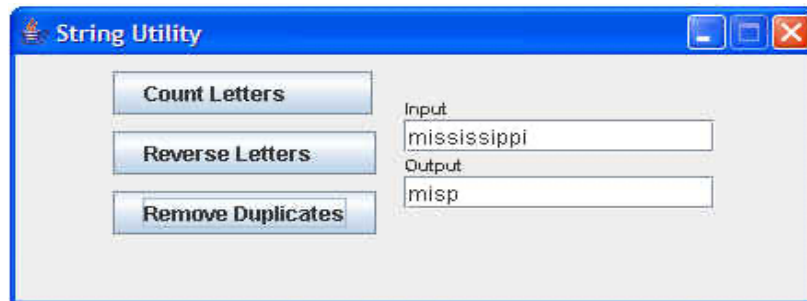 String Utility
Count Letters
Reverse Letters
Remove Duplicates
Input
mississippi
Output
misp